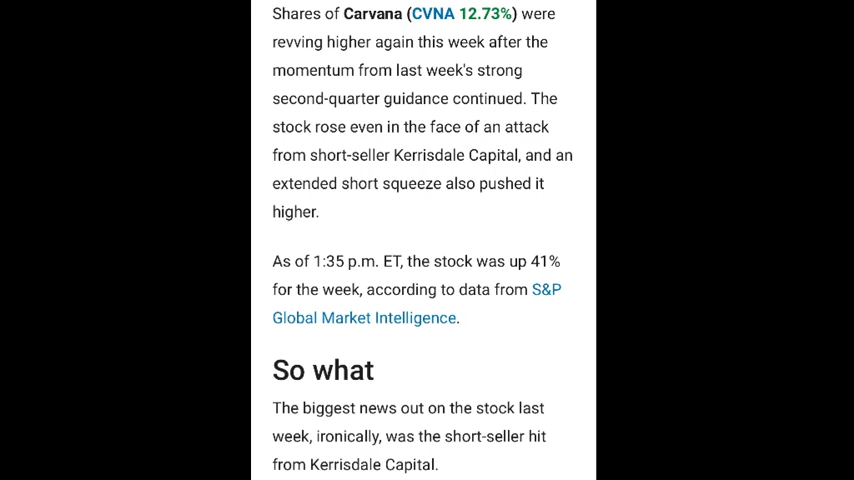 Shares of Carvana (CVNA 12.73%) were
revving higher again this week after the
momentum from last week's strong
second-quarter guidance continued. The
stock rose even in the face of an attack
from short-seller Kerrisdale Capital, and an
extended short squeeze also pushed it
higher.
As of 1:35 p.m. ET, the stock was up 41%
for the week, according to data from S&P
Global Market Intelligence.
So what
The biggest news out on the stock last
week, ironically, was the short-seller hit
from Kerrisdale Capital.